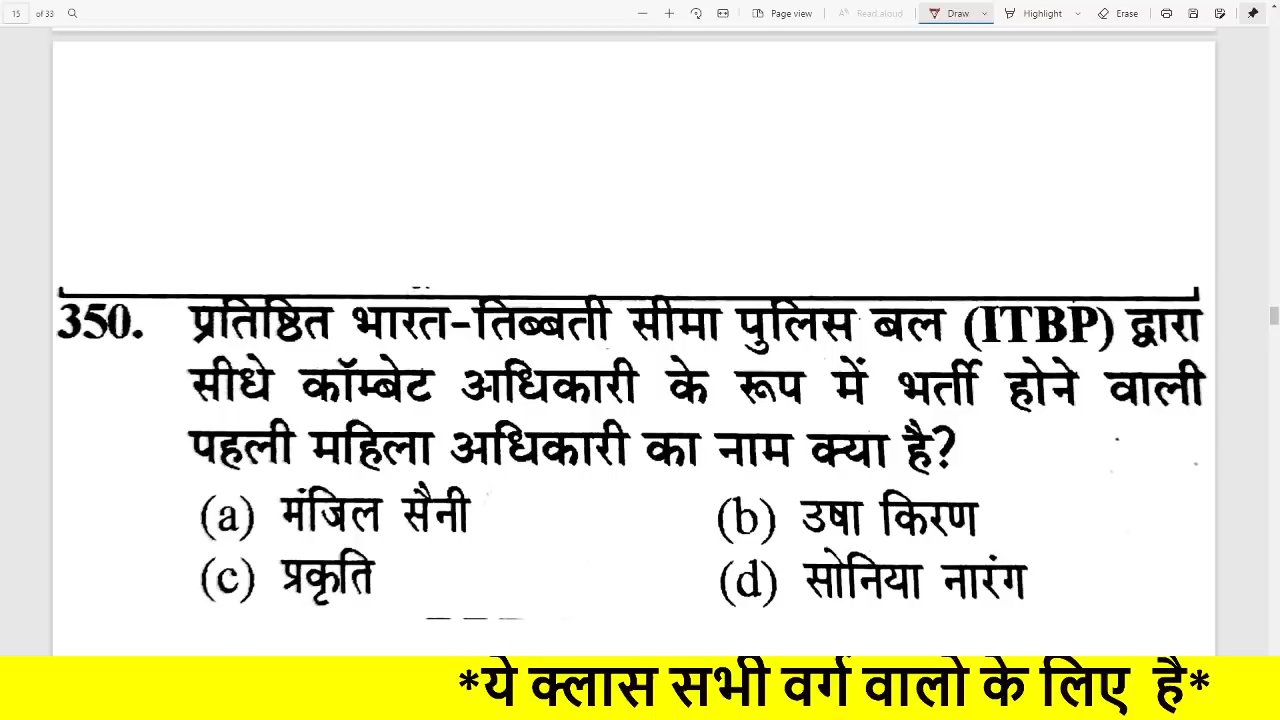 15 of 33 Page view Read aloud Draw Highlight Erase
350. प्रतिष्ठित भारत-तिब्बती सीमा पुलिस बल (ITBP) द्वारा
सीधे कॉम्बेट अधिकारी के रूप में भर्ती होने वाली
पहली महिला अधिकारी का नाम क्या है?
(a) मंजिल सैनी (b) उषा किरण
(c) प्रकृति (d) सोनिया नारंग
*ये क्लास सभी वर्ग वालो के लिए है*